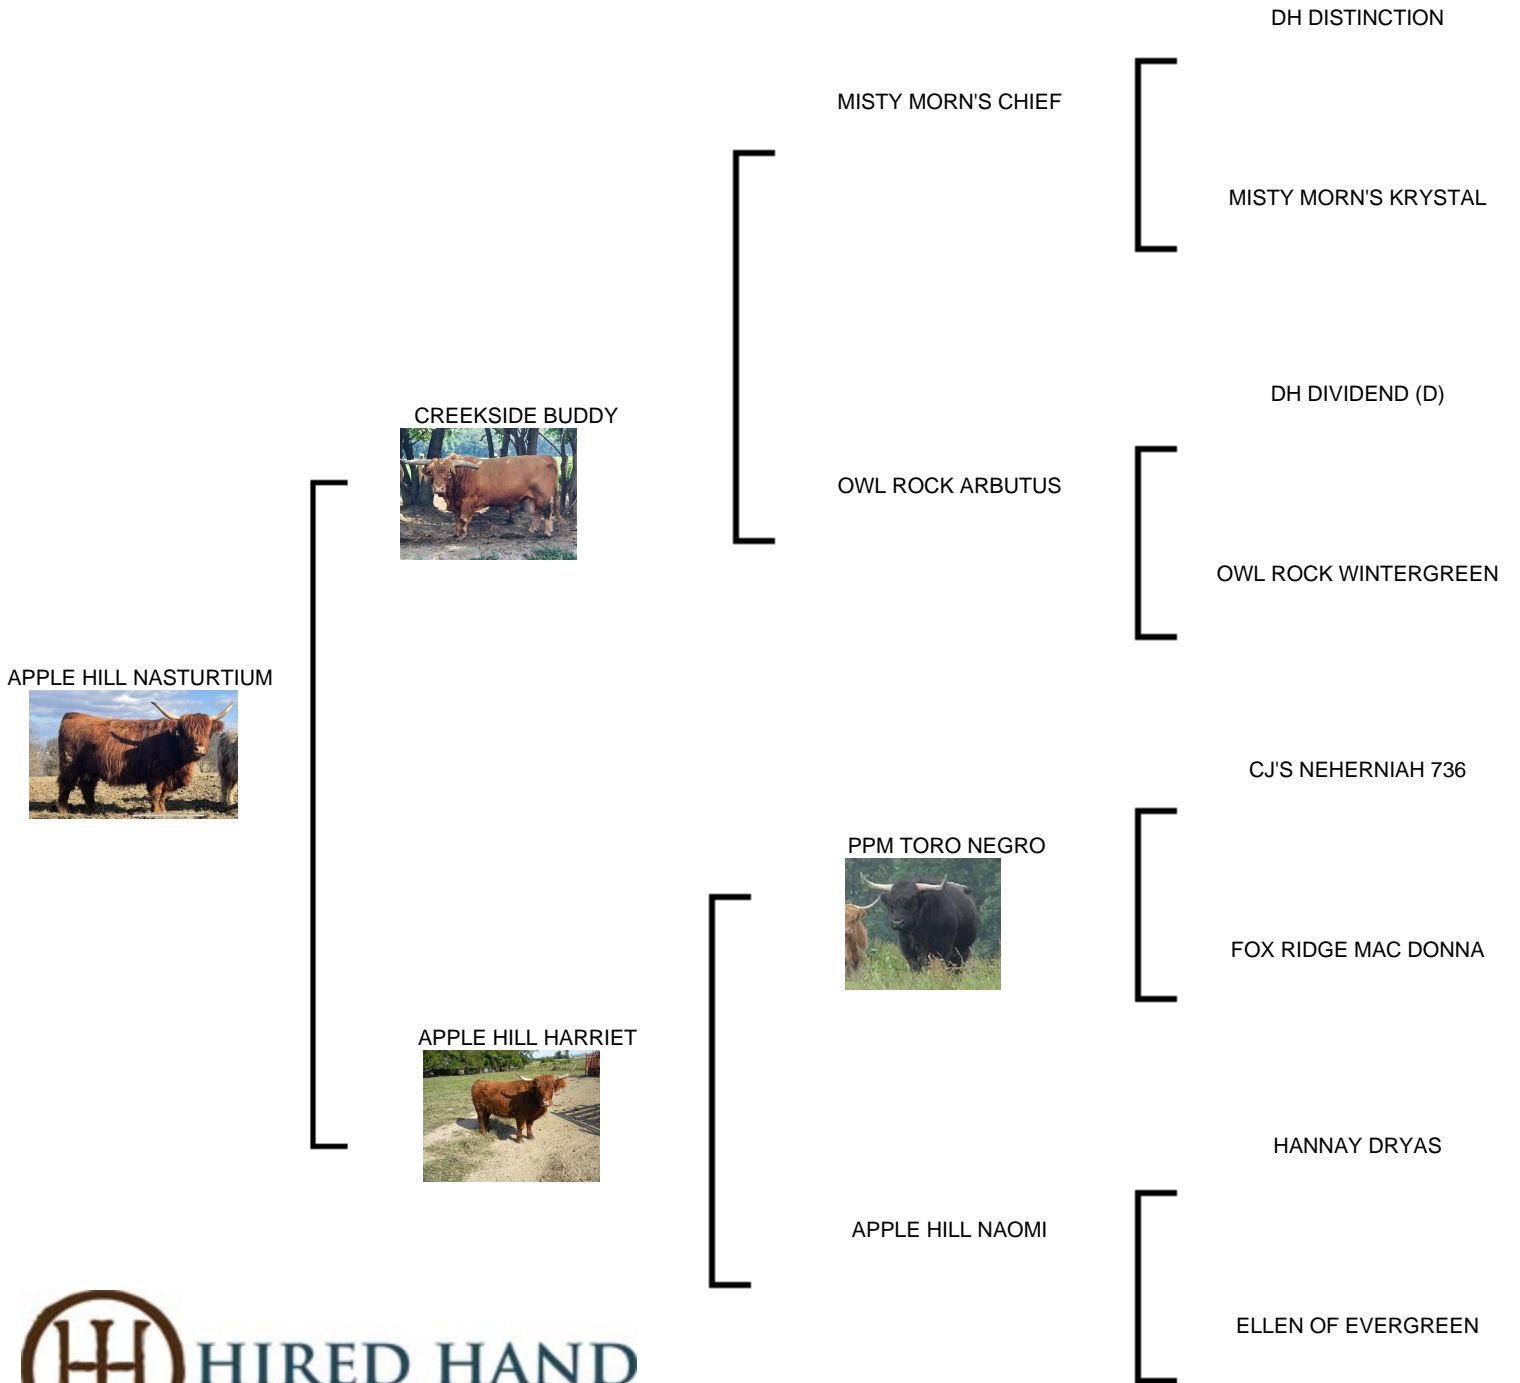 DH DISTINCTION
MISTY MORN'S CHIEF
MISTY MORN'S KRYSTAL
DH DIVIDEND (D)
CREEKSIDE BUDDY
OWL ROCK ARBUTUS
OWL ROCK WINTERGREEN
APPLE HILL NASTURTIUM
CJ'S NEHERNIAH 736
PPM TORO NEGRO
FOX RIDGE MAC DONNA
APPLE HILL HARRIET
HANNAY DRYAS
APPLE HILL NAOMI
ELLEN OF EVERGREEN
HIRED HAND